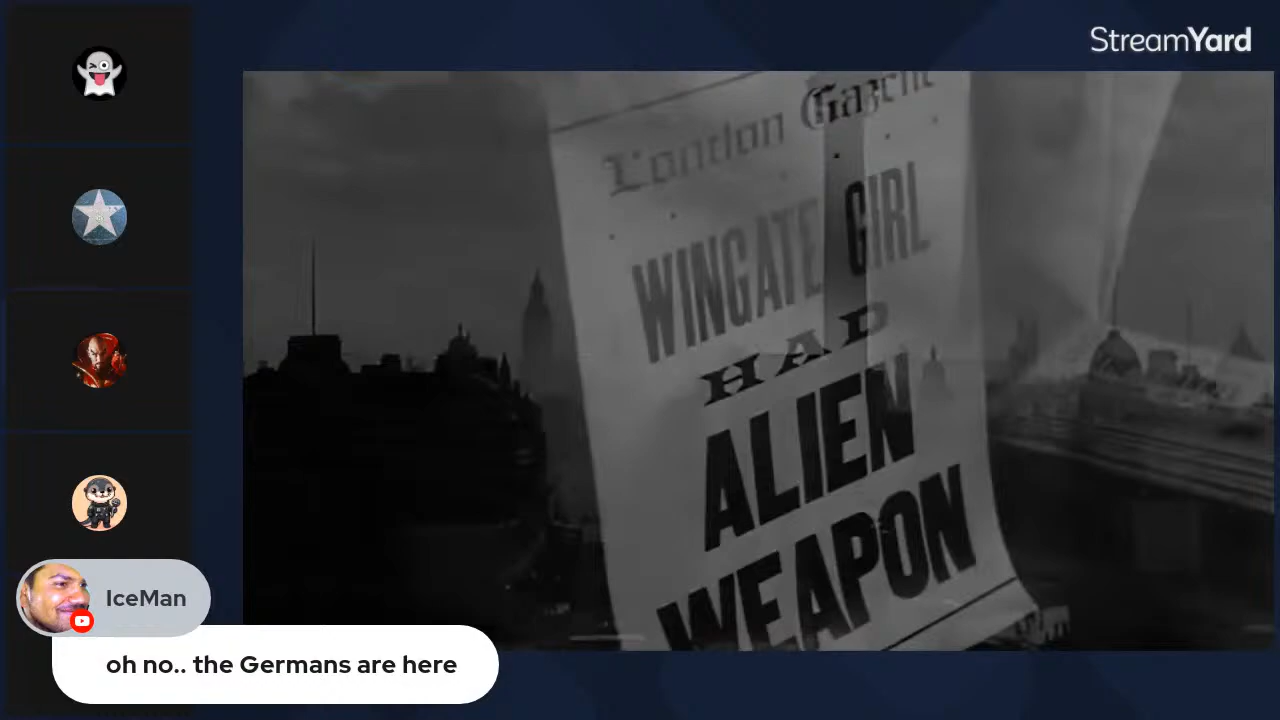 StreamYard
London Gazette
WINGATE GIRL
HAD
ALIEN
WEAPON
IceMan
oh no.. the Germans are here